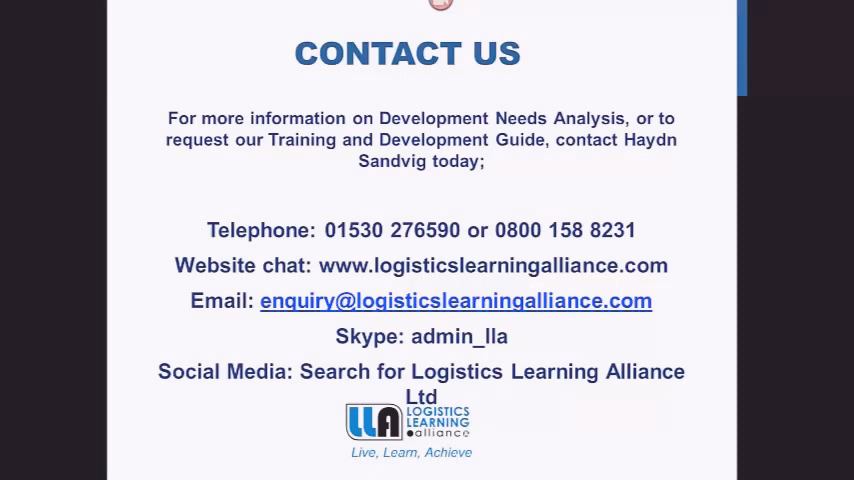 CONTACT US
For more information on Development Needs Analysis, or to
request our Training and Development Guide, contact Haydn
Sandvig today;
Telephone: 01530 276590 or 0800 158 8231
Website chat: www.logisticslearningalliance.com
Email: enquiry@logisticslearningalliance.com
Skype: admin_lla
Social Media: Search for Logistics Learning Alliance
Ltd
LLA LOGISTICS
LEARNING
.alliance
Live, Learn, Achieve